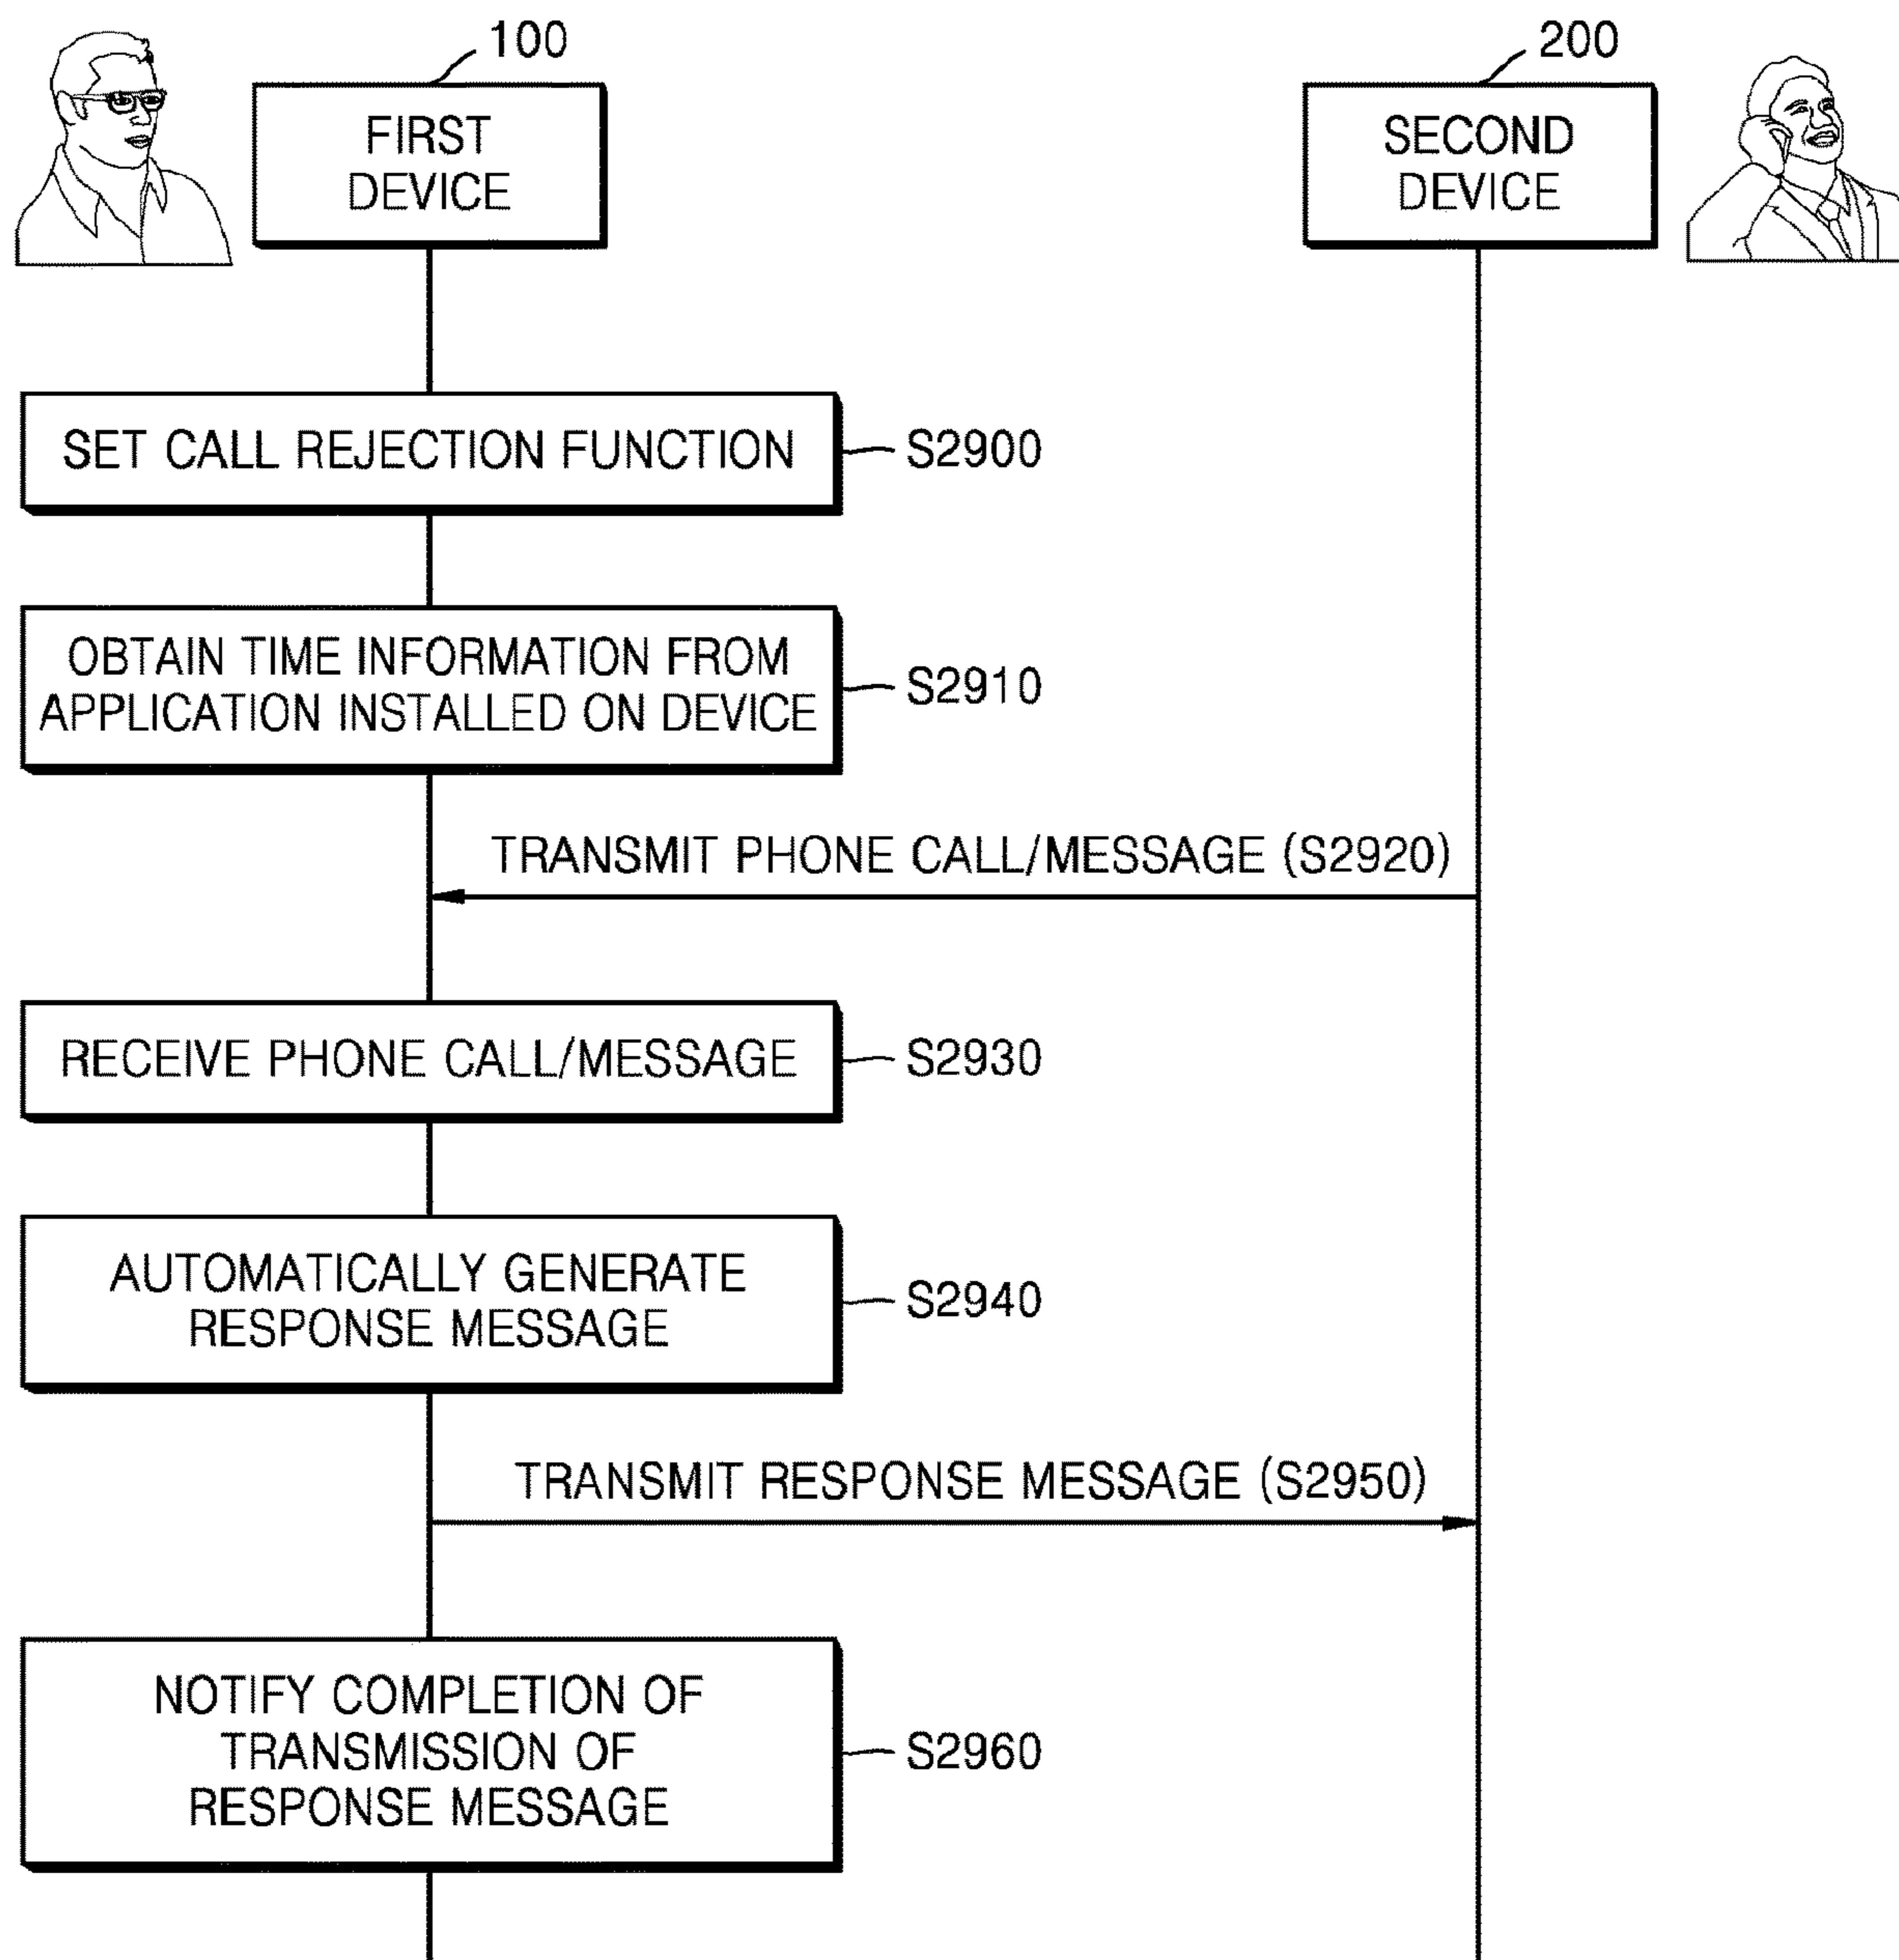 100
200
FIRST
DEVICE
SECOND
DEVICE
SET CALL REJECTION FUNCTION
S2900
OBTAIN TIME INFORMATION FROM
APPLICATION INSTALLED ON DEVICE
S2910
TRANSMIT PHONE CALL/MESSAGE (S2920)
RECEIVE PHONE CALL/MESSAGE
S2930
AUTOMATICALLY GENERATE
RESPONSE MESSAGE
S2940
TRANSMIT RESPONSE MESSAGE (S2950)
NOTIFY COMPLETION OF
TRANSMISSION OF
RESPONSE MESSAGE
S2960